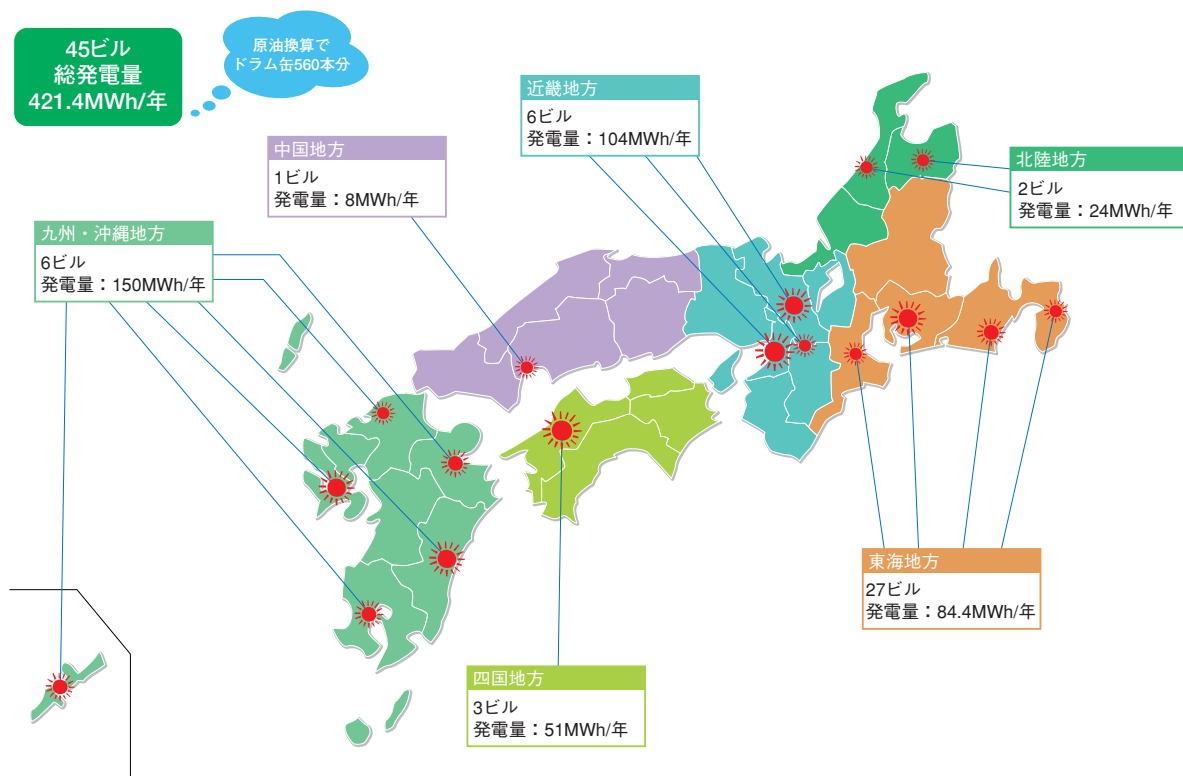 45ビル
総発電量
421.4MWh/年
原油換算で
ドラム缶560本分
近畿地方
6ビル
発電量：104MWh/年
中国地方
1ビル
発電量：8MWh/年
北陸地方
2ビル
発電量：24MWh/年
九州・沖縄地方
6ビル
発電量：150MWh/年
東海地方
27ビル
発電量：84.4MWh/年
四国地方
3ビル
発電量：51MWh/年